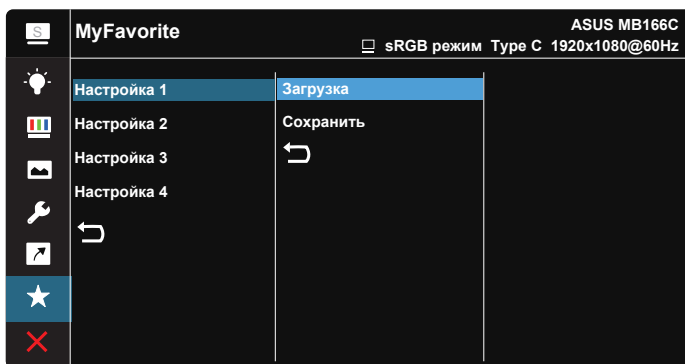 S
MyFavorite
ASUS MB166C
sRGB режим Type C 1920x1080@60Hz
Настройка 1
Загрузка
Настройка 2
Сохранить
Настройка 3
Настройка 4